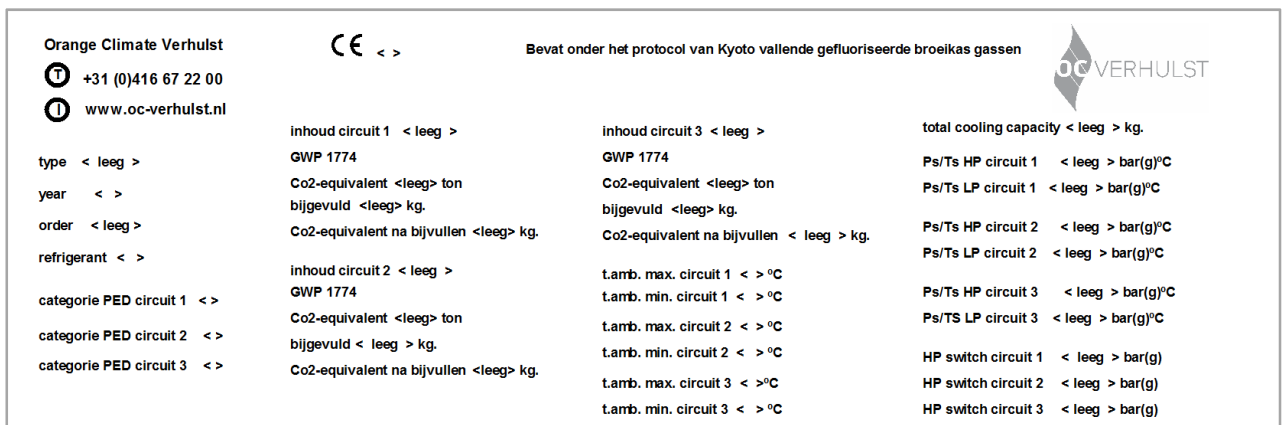 Orange Climate Verhulst
T +31 (0)416 67 22 00
I www.oc-verhulst.nl
CE < >
Bevat onder het protocol van Kyoto vallende gefluoriseerde broeikas gassen
OC VERHULST
type < leeg >
year < >
order < leeg >
refrigerant < >
categorie PED circuit 1 < >
categorie PED circuit 2 < >
categorie PED circuit 3 < >
inhoud circuit 1 < leeg >
GWP 1774
Co2-equivalent <leeg> ton
bijgevuld <leeg> kg.
Co2-equivalent na bijvullen <leeg> kg.
inhoud circuit 2 < leeg >
GWP 1774
Co2-equivalent <leeg> ton
bijgevuld < leeg > kg.
Co2-equivalent na bijvullen <leeg> kg.
inhoud circuit 3 < leeg >
GWP 1774
Co2-equivalent <leeg> ton
bijgevuld <leeg> kg.
Co2-equivalent na bijvullen < leeg > kg.
t.amb. max. circuit 1 < > ºC
t.amb. min. circuit 1 < > ºC
t.amb. max. circuit 2 < > ºC
t.amb. min. circuit 2 < > ºC
t.amb. max. circuit 3 < >ºC
t.amb. min. circuit 3 < > ºC
total cooling capacity < leeg > kg.
Ps/Ts HP circuit 1 < leeg > bar(g)ºC
Ps/Ts LP circuit 1 < leeg > bar(g)ºC
Ps/Ts HP circuit 2 < leeg > bar(g)ºC
Ps/Ts LP circuit 2 < leeg > bar(g)ºC
Ps/Ts HP circuit 3 < leeg > bar(g)ºC
Ps/TS LP circuit 3 < leeg > bar(g)ºC
HP switch circuit 1 < leeg > bar(g)
HP switch circuit 2 < leeg > bar(g)
HP switch circuit 3 < leeg > bar(g)